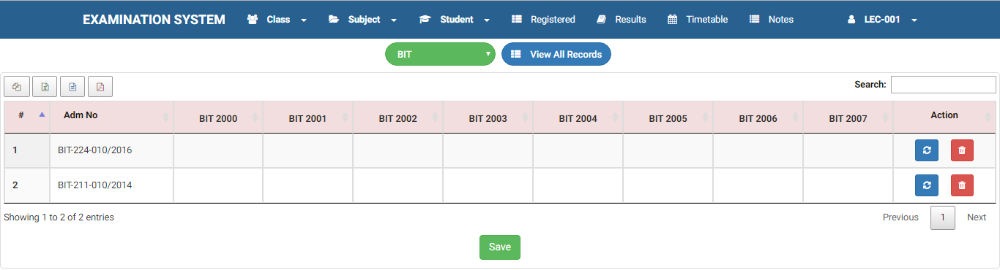 EXAMINATION SYSTEM Class Subject Student Registered Results Timetable Notes LEC-001
BIT View All Records
Search:
# Adm No BIT 2000 BIT 2001 BIT 2002 BIT 2003 BIT 2004 BIT 2005 BIT 2006 BIT 2007 Action
1 BIT-224-010/2016
2 BIT-211-010/2014
Showing 1 to 2 of 2 entries Previous 1 Next
Save